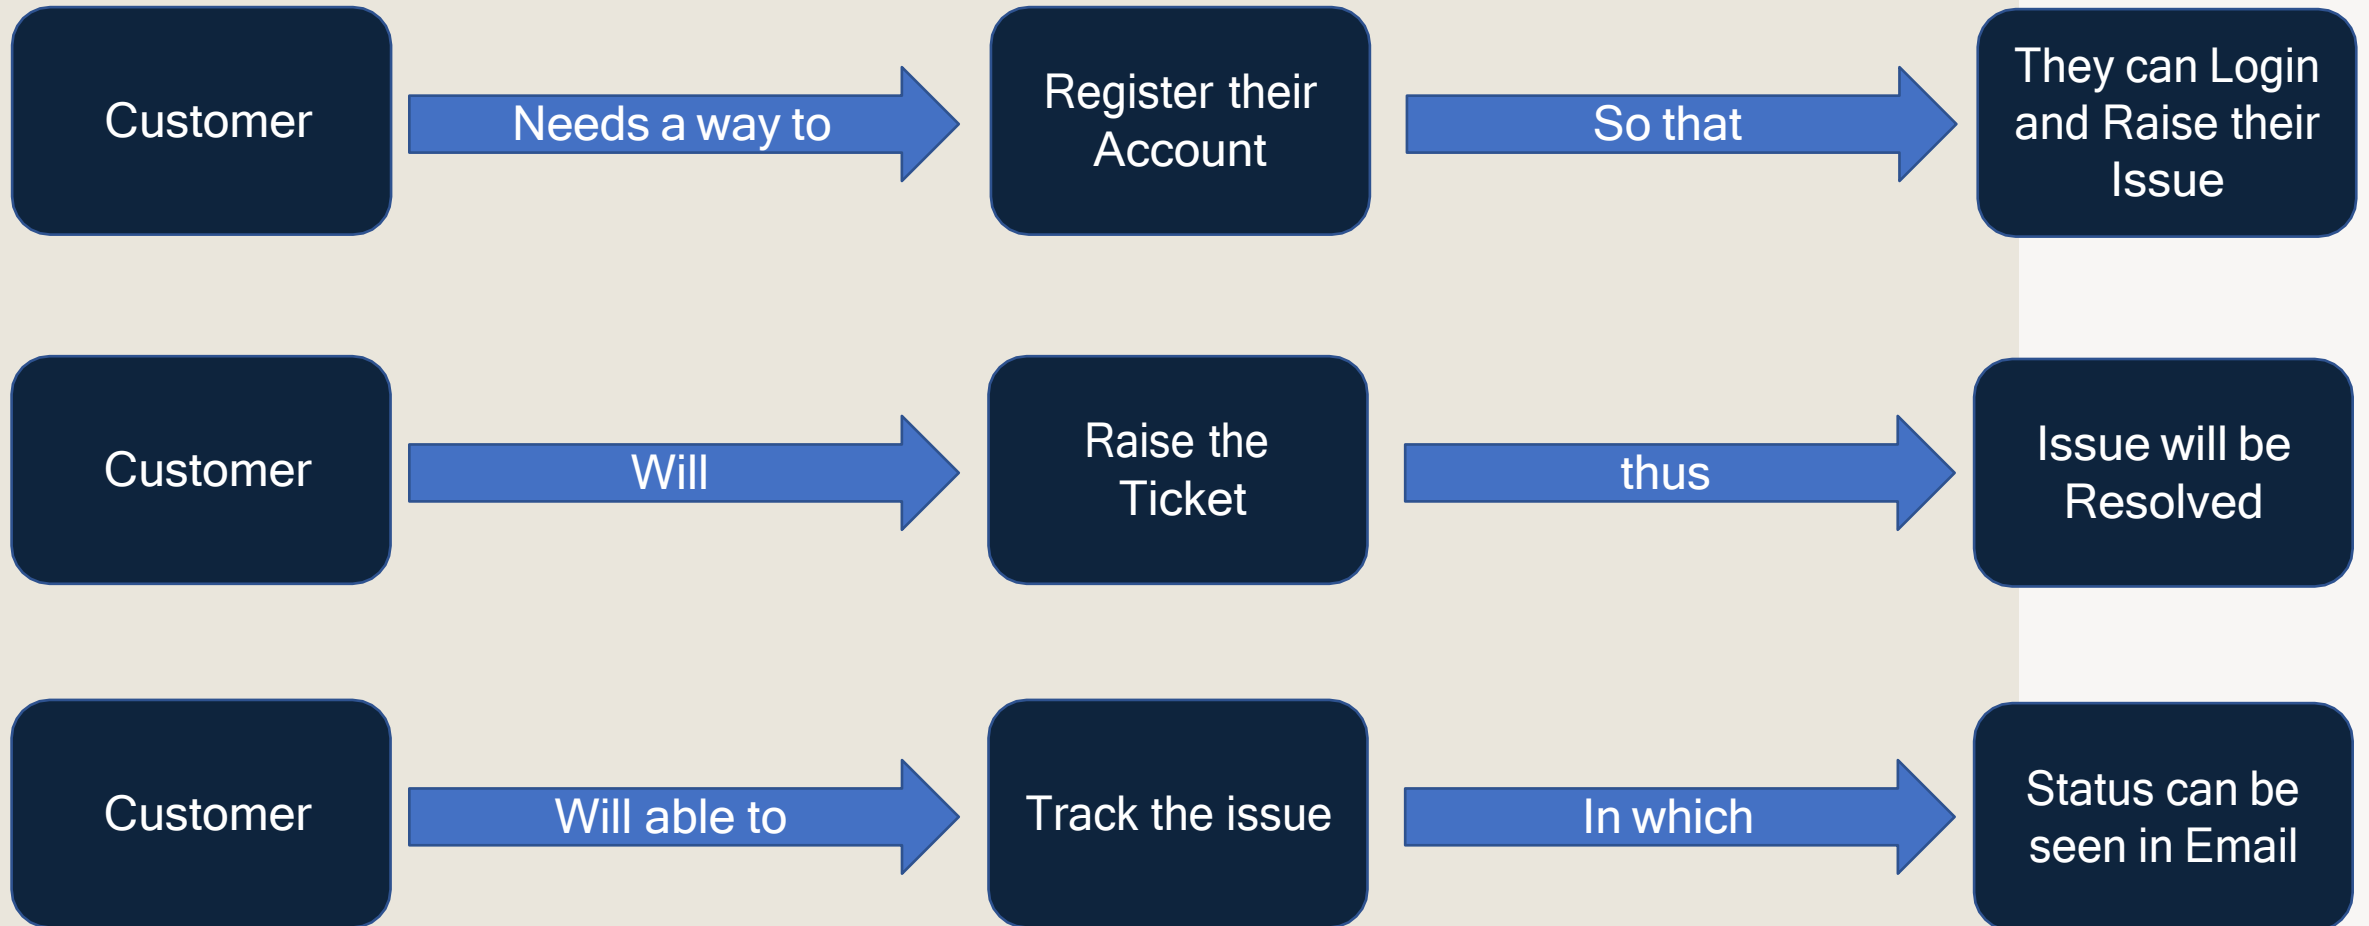 Customer
Needs a way to
Register their
Account
So that
They can Login
and Raise their
Issue
Customer
Will
Raise the
Ticket
thus
Issue will be
Resolved
Customer
Will able to
Track the issue
In which
Status can be
seen in Email